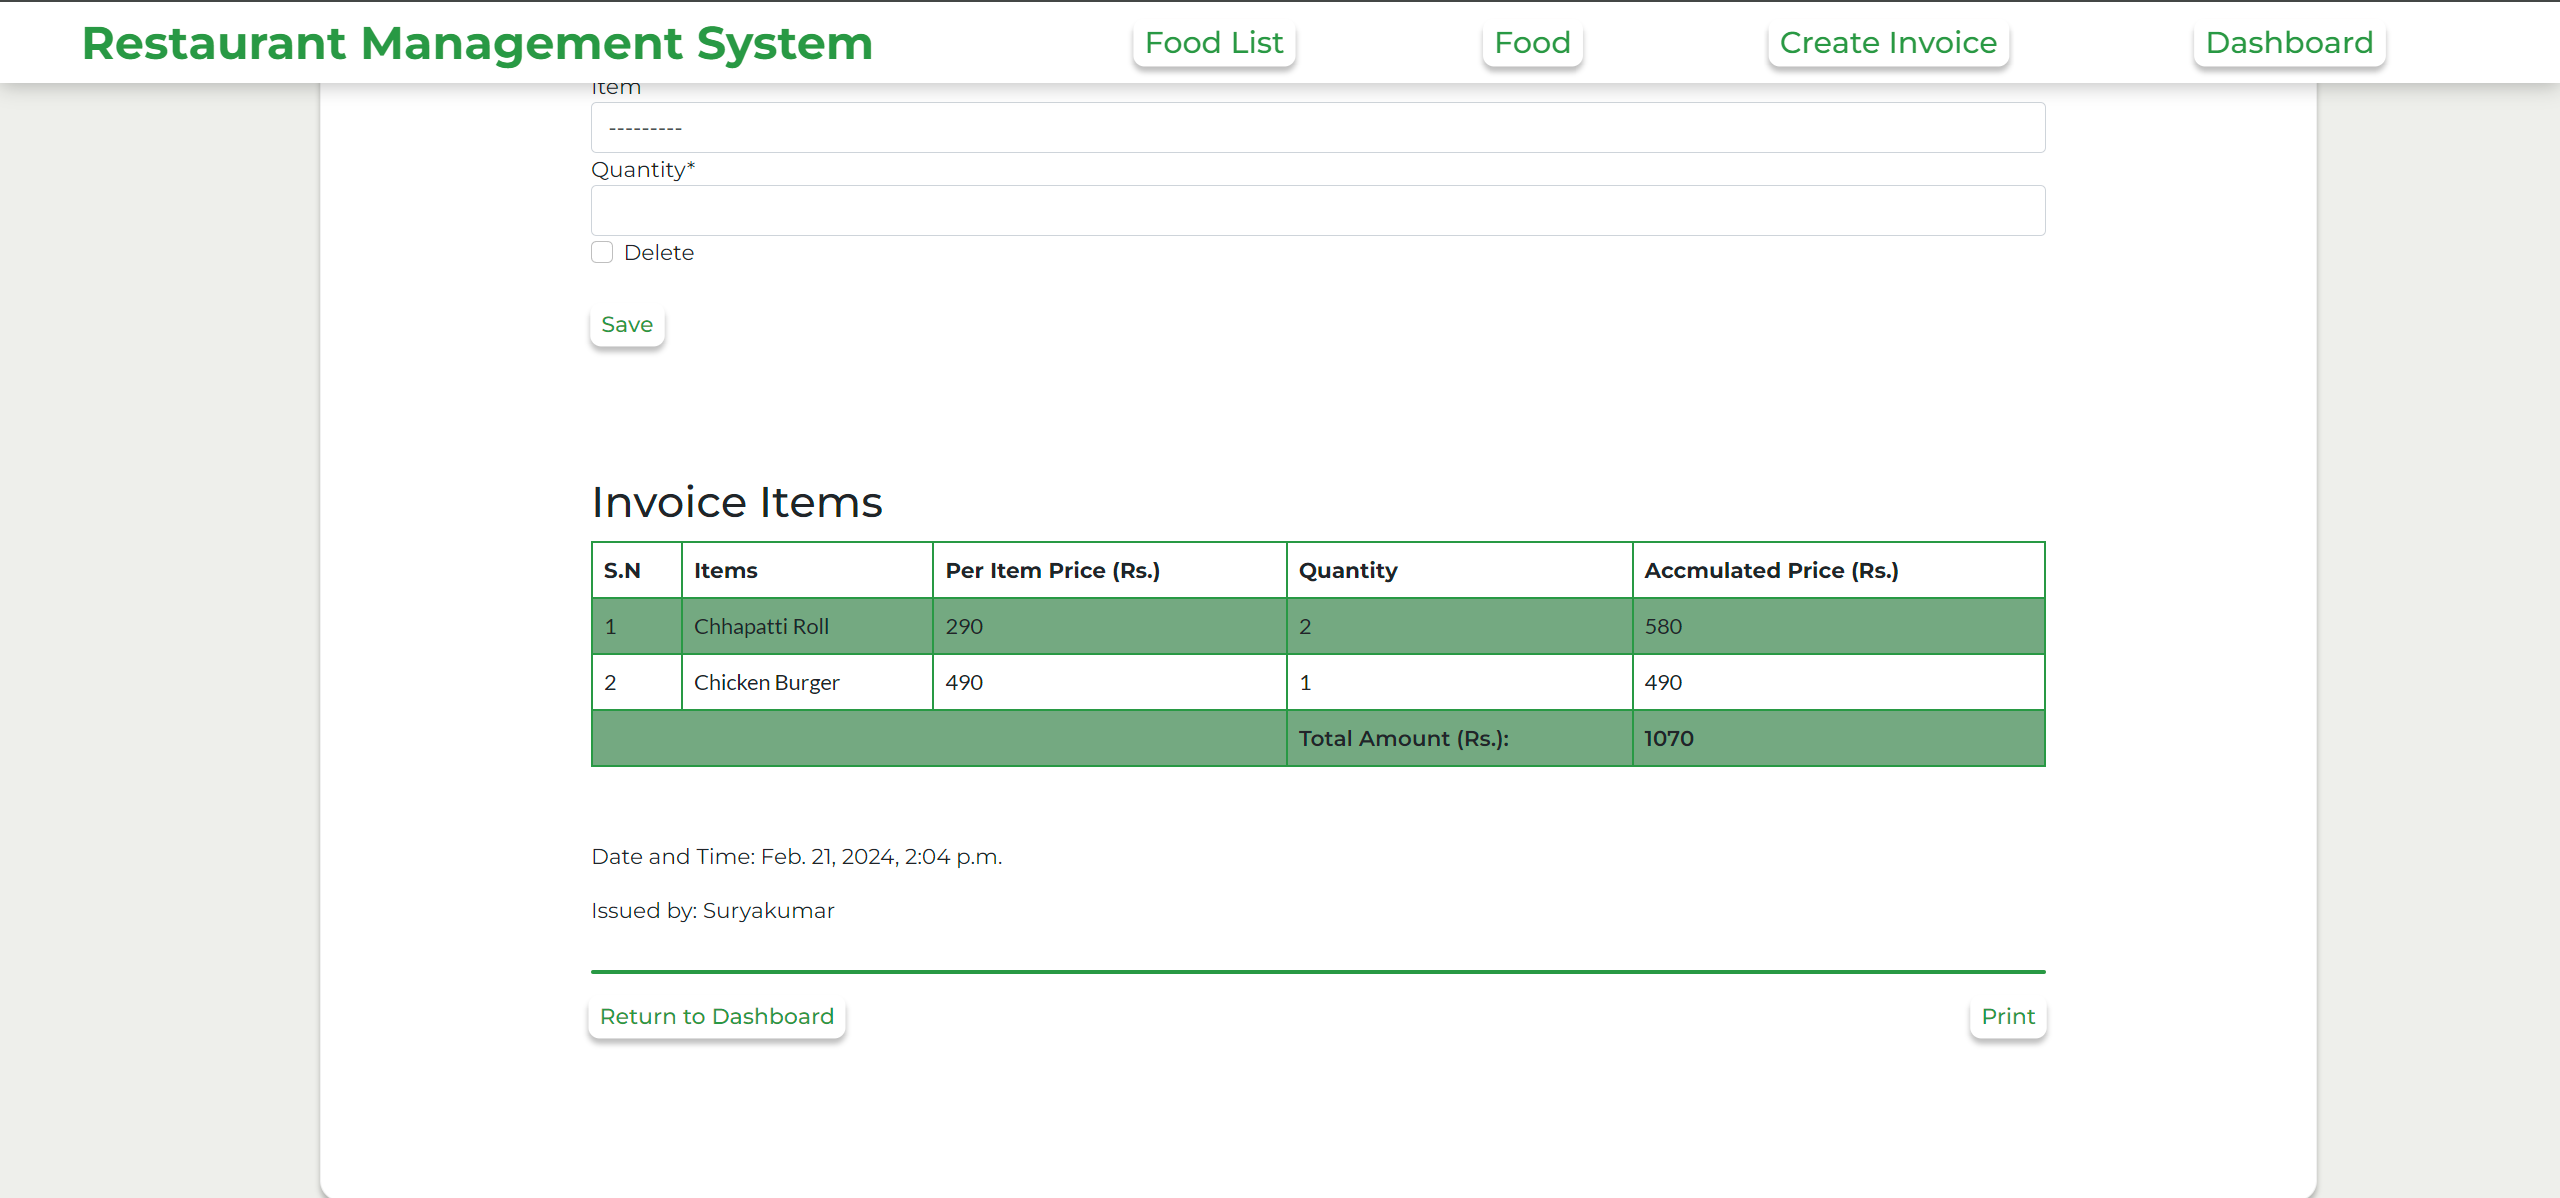 Restaurant Management System Food List Food Create Invoice Dashboard
Item
---------
Quantity*
Delete
Save
Invoice Items
S.N Items Per Item Price (Rs.) Quantity Accmulated Price (Rs.)
1 Chhapatti Roll 290 2 580
2 Chicken Burger 490 1 490
Total Amount (Rs.): 1070
Date and Time: Feb. 21, 2024, 2:04 p.m.
Issued by: Suryakumar
Return to Dashboard Print